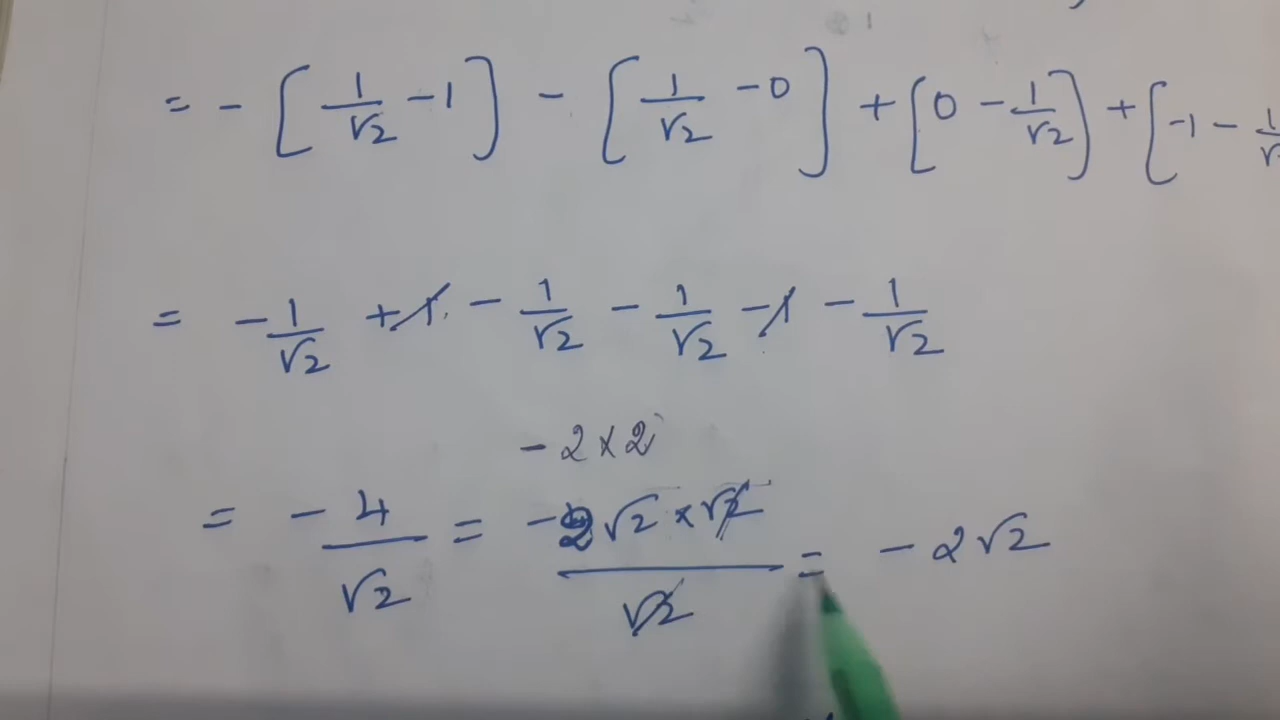 = - [1/√2 - 1] - [1/√2 - 0] + [0 - 1/√2] + [-1 - 1/√
= - 1/√2 + 1 - 1/√2 - 1/√2 - 1 - 1/√2
- 2 × 2
= - 4/√2 = - 2√2 × √2/√2 = - 2√2